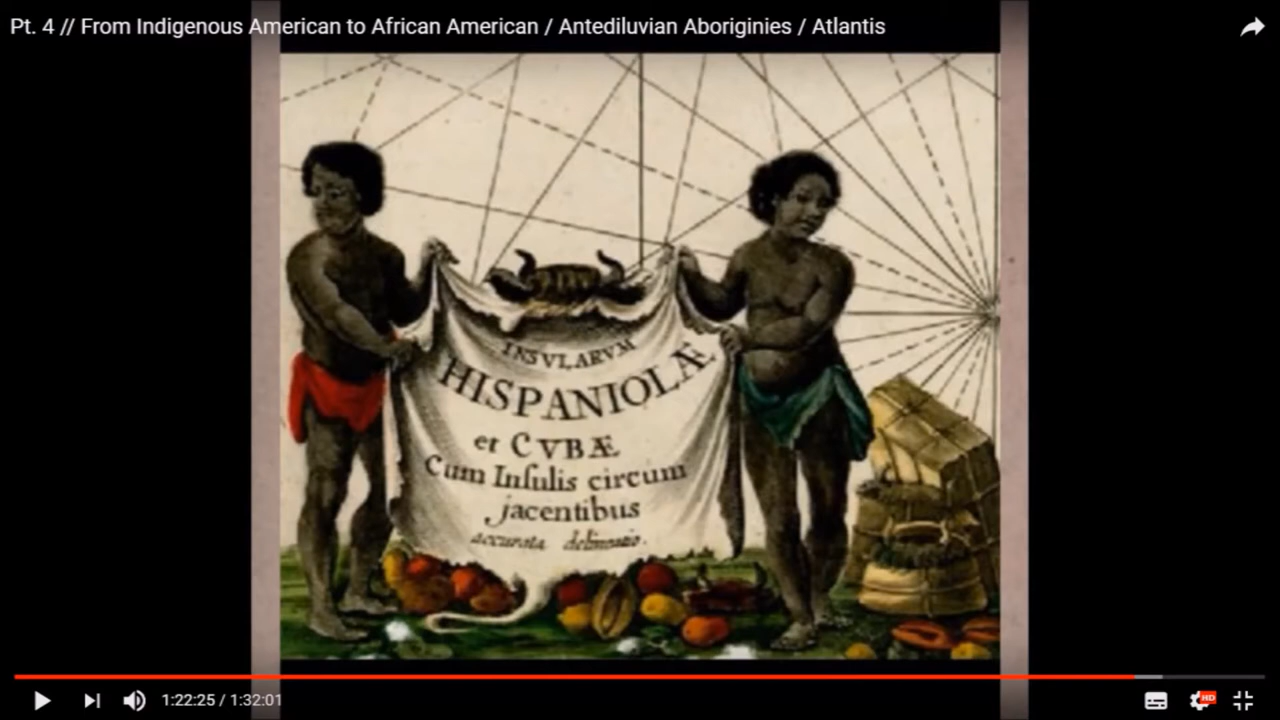 Pt. 4 // From Indigenous American to African American / Antediluvian Aboriginies / Atlantis
INSVLARVM
HISPANIOLÆ
et CVBÆ
Cum Inſulis circum
jacentibus
accurata delineatio.
1:22:25 / 1:32:01
HD